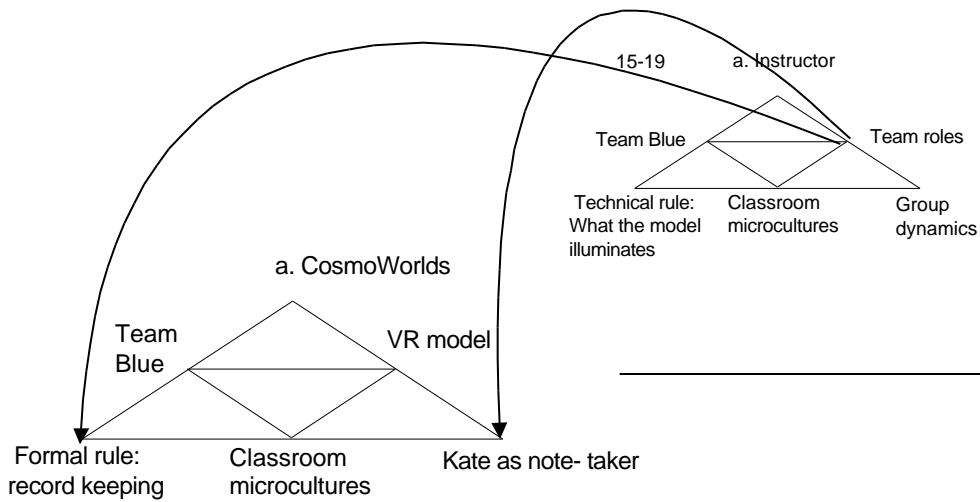 15-19
a. Instructor
Team Blue
Team roles
Technical rule:
What the model
illuminates
Classroom
microcultures
Group
dynamics
a. CosmoWorlds
Team
Blue
VR model
Formal rule:
record keeping
Classroom
microcultures
Kate as note- taker